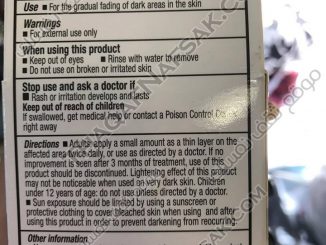 Use ■ For the gradual fading of dark areas in the skin
Warnings
■ For external use only
When using this product
■ Keep out of eyes ■ Rinse with water to remove
■ Do not use on broken or irritated skin
Stop use and ask a doctor if
■ Rash or irritation develops and lasts
Keep out of reach of children
If swallowed, get medical help or contact a Poison Control
right away
Directions ■ Adults apply a small amount as a thin layer on the
affected area twice daily, or use as directed by a doctor. If no
improvement is seen after 3 months of treatment, use of this
product should be discontinued. Lightening effect of this product
may not be noticeable when used on very dark skin. Children
under 12 years of age: do not use unless directed by a doctor.
■ Sun exposure should be limited by using a sunscreen or
protective clothing to cover bleached skin when using and after
using this product in order to prevent darkening from reoccurring.
Other information